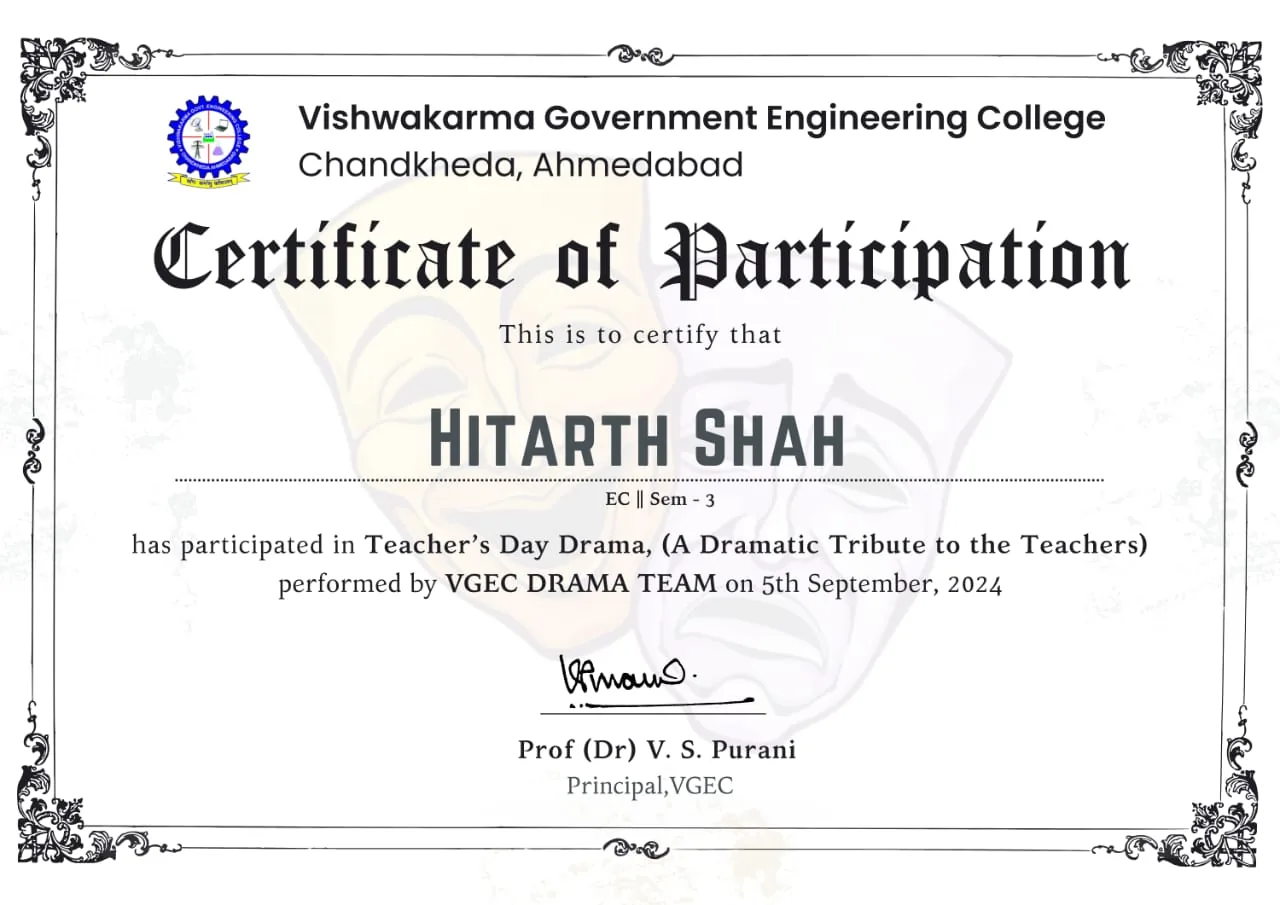 Vishwakarma Government Engineering College
Chandkheda, Ahmedabad
Certificate of Participation
This is to certify that
HITARTH SHAH
EC || Sem - 3
has participated in Teacher’s Day Drama, (A Dramatic Tribute to the Teachers)
performed by VGEC DRAMA TEAM on 5th September, 2024
Prof (Dr) V. S. Purani
Principal,VGEC